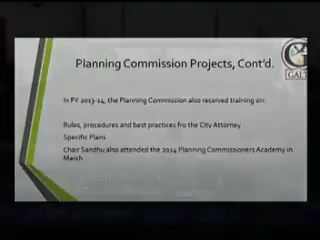 Planning Commission Projects, Cont'd.
GALT
In FY 2013-14, the Planning Commission also received training on
Rules, procedures and best practices fro the City Attorney
Specific Plans
Chair Sandhu also attended the 2014 Planning Commissioners Academy in
March